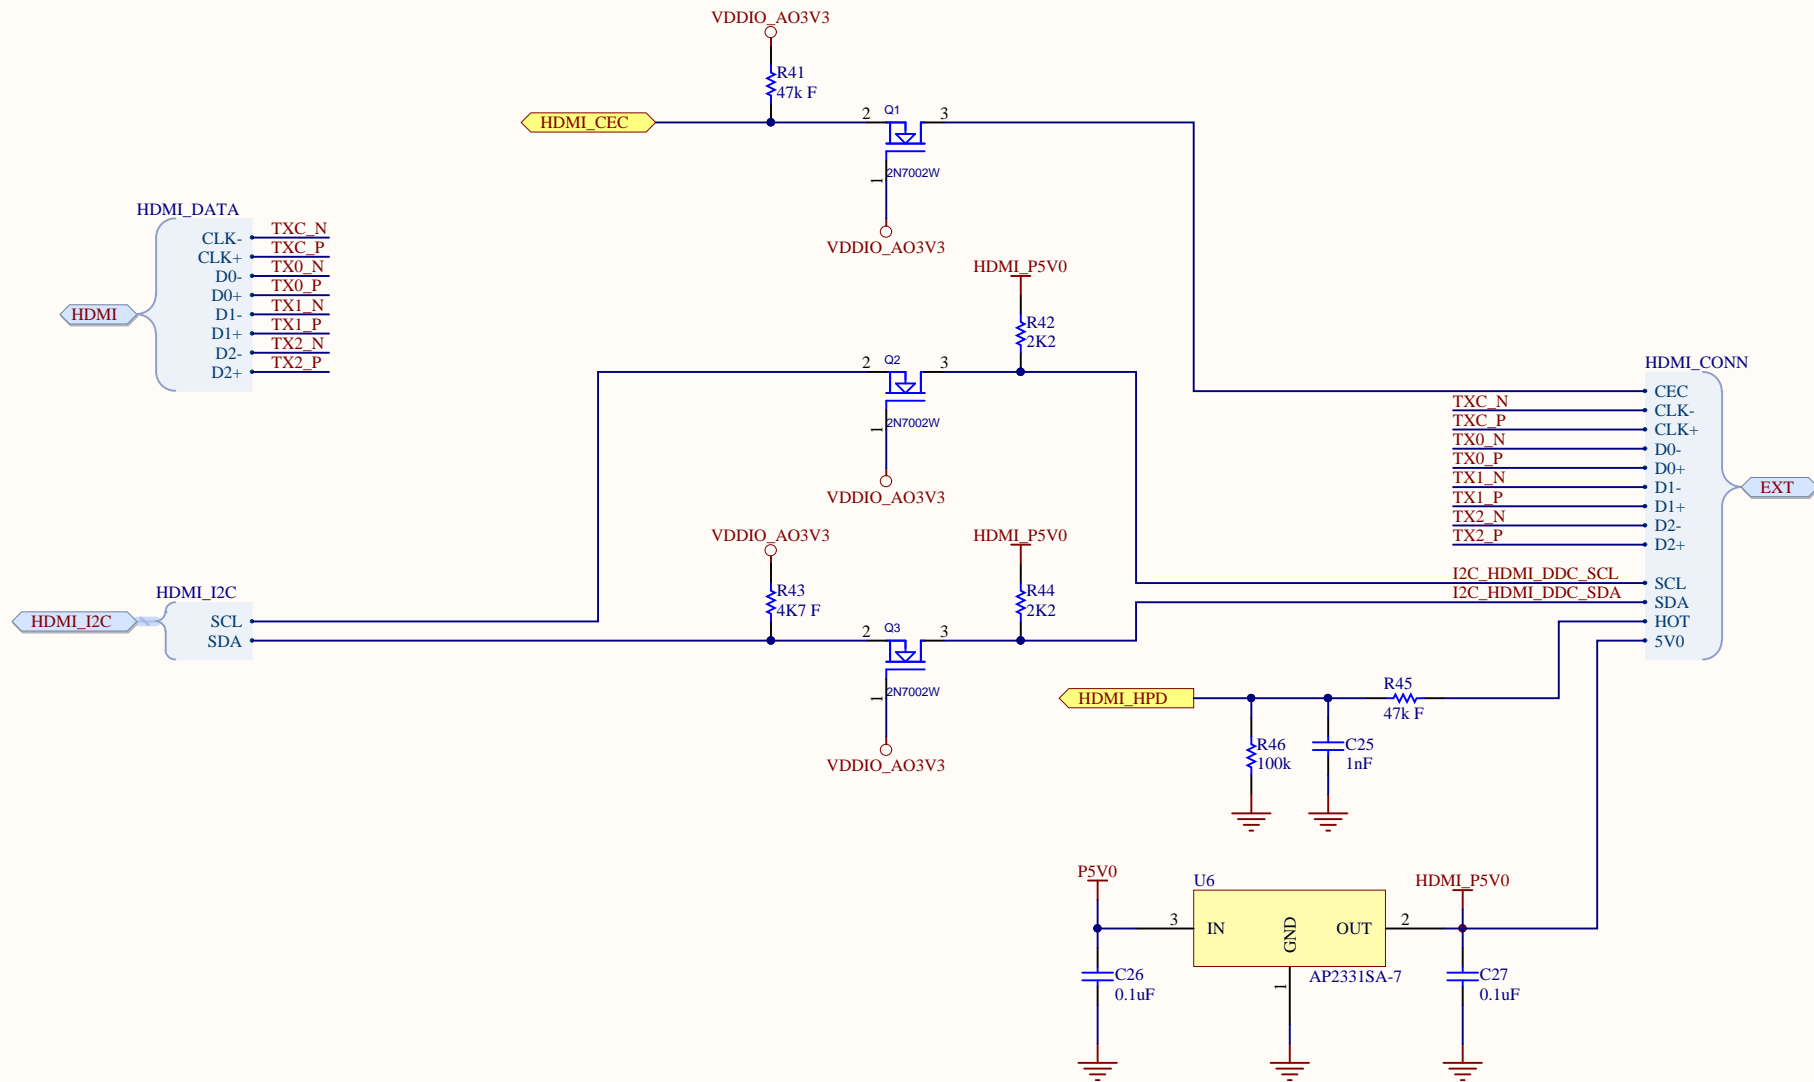 VDDIO_AO3V3
R41
47k F
HDMI_CEC
2
Q1
3
2N7002W
1
VDDIO_AO3V3
HDMI_DATA
CLK-
TXC_N
CLK+
TXC_P
D0-
TX0_N
D0+
TX0_P
D1-
TX1_N
D1+
TX1_P
D2-
TX2_N
D2+
TX2_P
HDMI
HDMI_P5V0
R42
2K2
2
Q2
3
2N7002W
1
VDDIO_AO3V3
HDMI_CONN
CEC
TXC_N
CLK-
TXC_P
CLK+
TX0_N
D0-
TX0_P
D0+
TX1_N
D1-
TX1_P
D1+
TX2_N
D2-
TX2_P
D2+
I2C_HDMI_DDC_SCL
SCL
I2C_HDMI_DDC_SDA
SDA
HOT
5V0
EXT
VDDIO_AO3V3
R43
4K7 F
HDMI_P5V0
R44
2K2
HDMI_I2C
HDMI_I2C
SCL
SDA
2
Q3
3
2N7002W
1
VDDIO_AO3V3
HDMI_HPD
R45
47k F
R46
100k
C25
1nF
P5V0
U6
HDMI_P5V0
3
IN
GND
OUT
2
1
AP2331SA-7
C26
0.1uF
C27
0.1uF